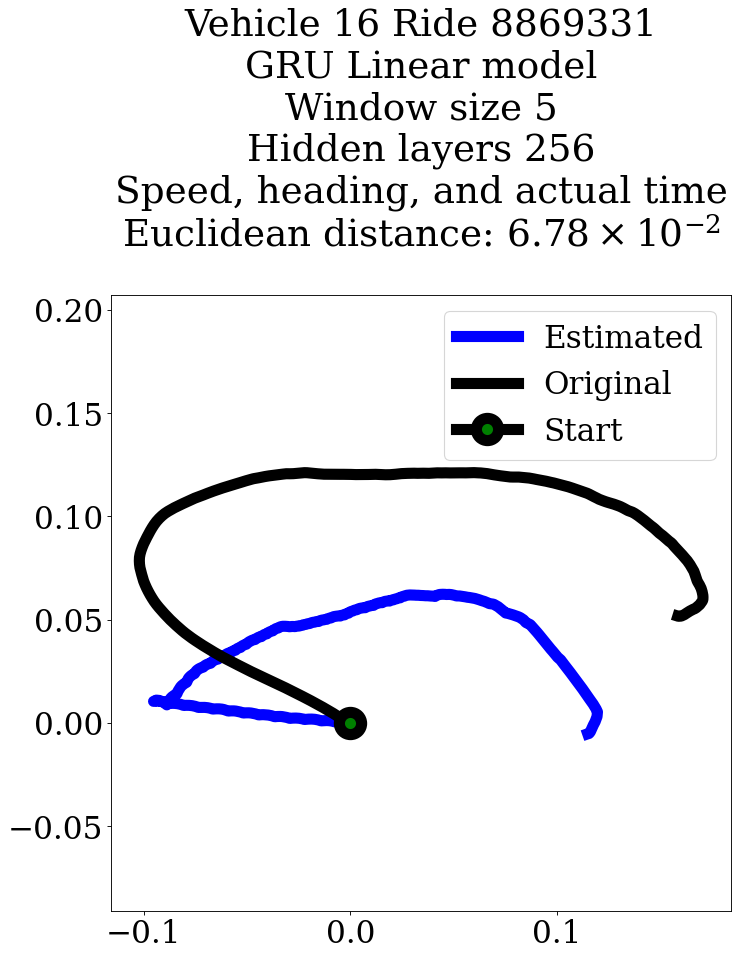 Vehicle 16 Ride 8869331
GRU Linear model
Window size 5
Hidden layers 256
Speed, heading, and actual time
Euclidean distance: 6.78 × 10⁻²
Estimated
Original
Start
0.20
0.15
0.10
0.05
0.00
−0.05
−0.1
0.0
0.1